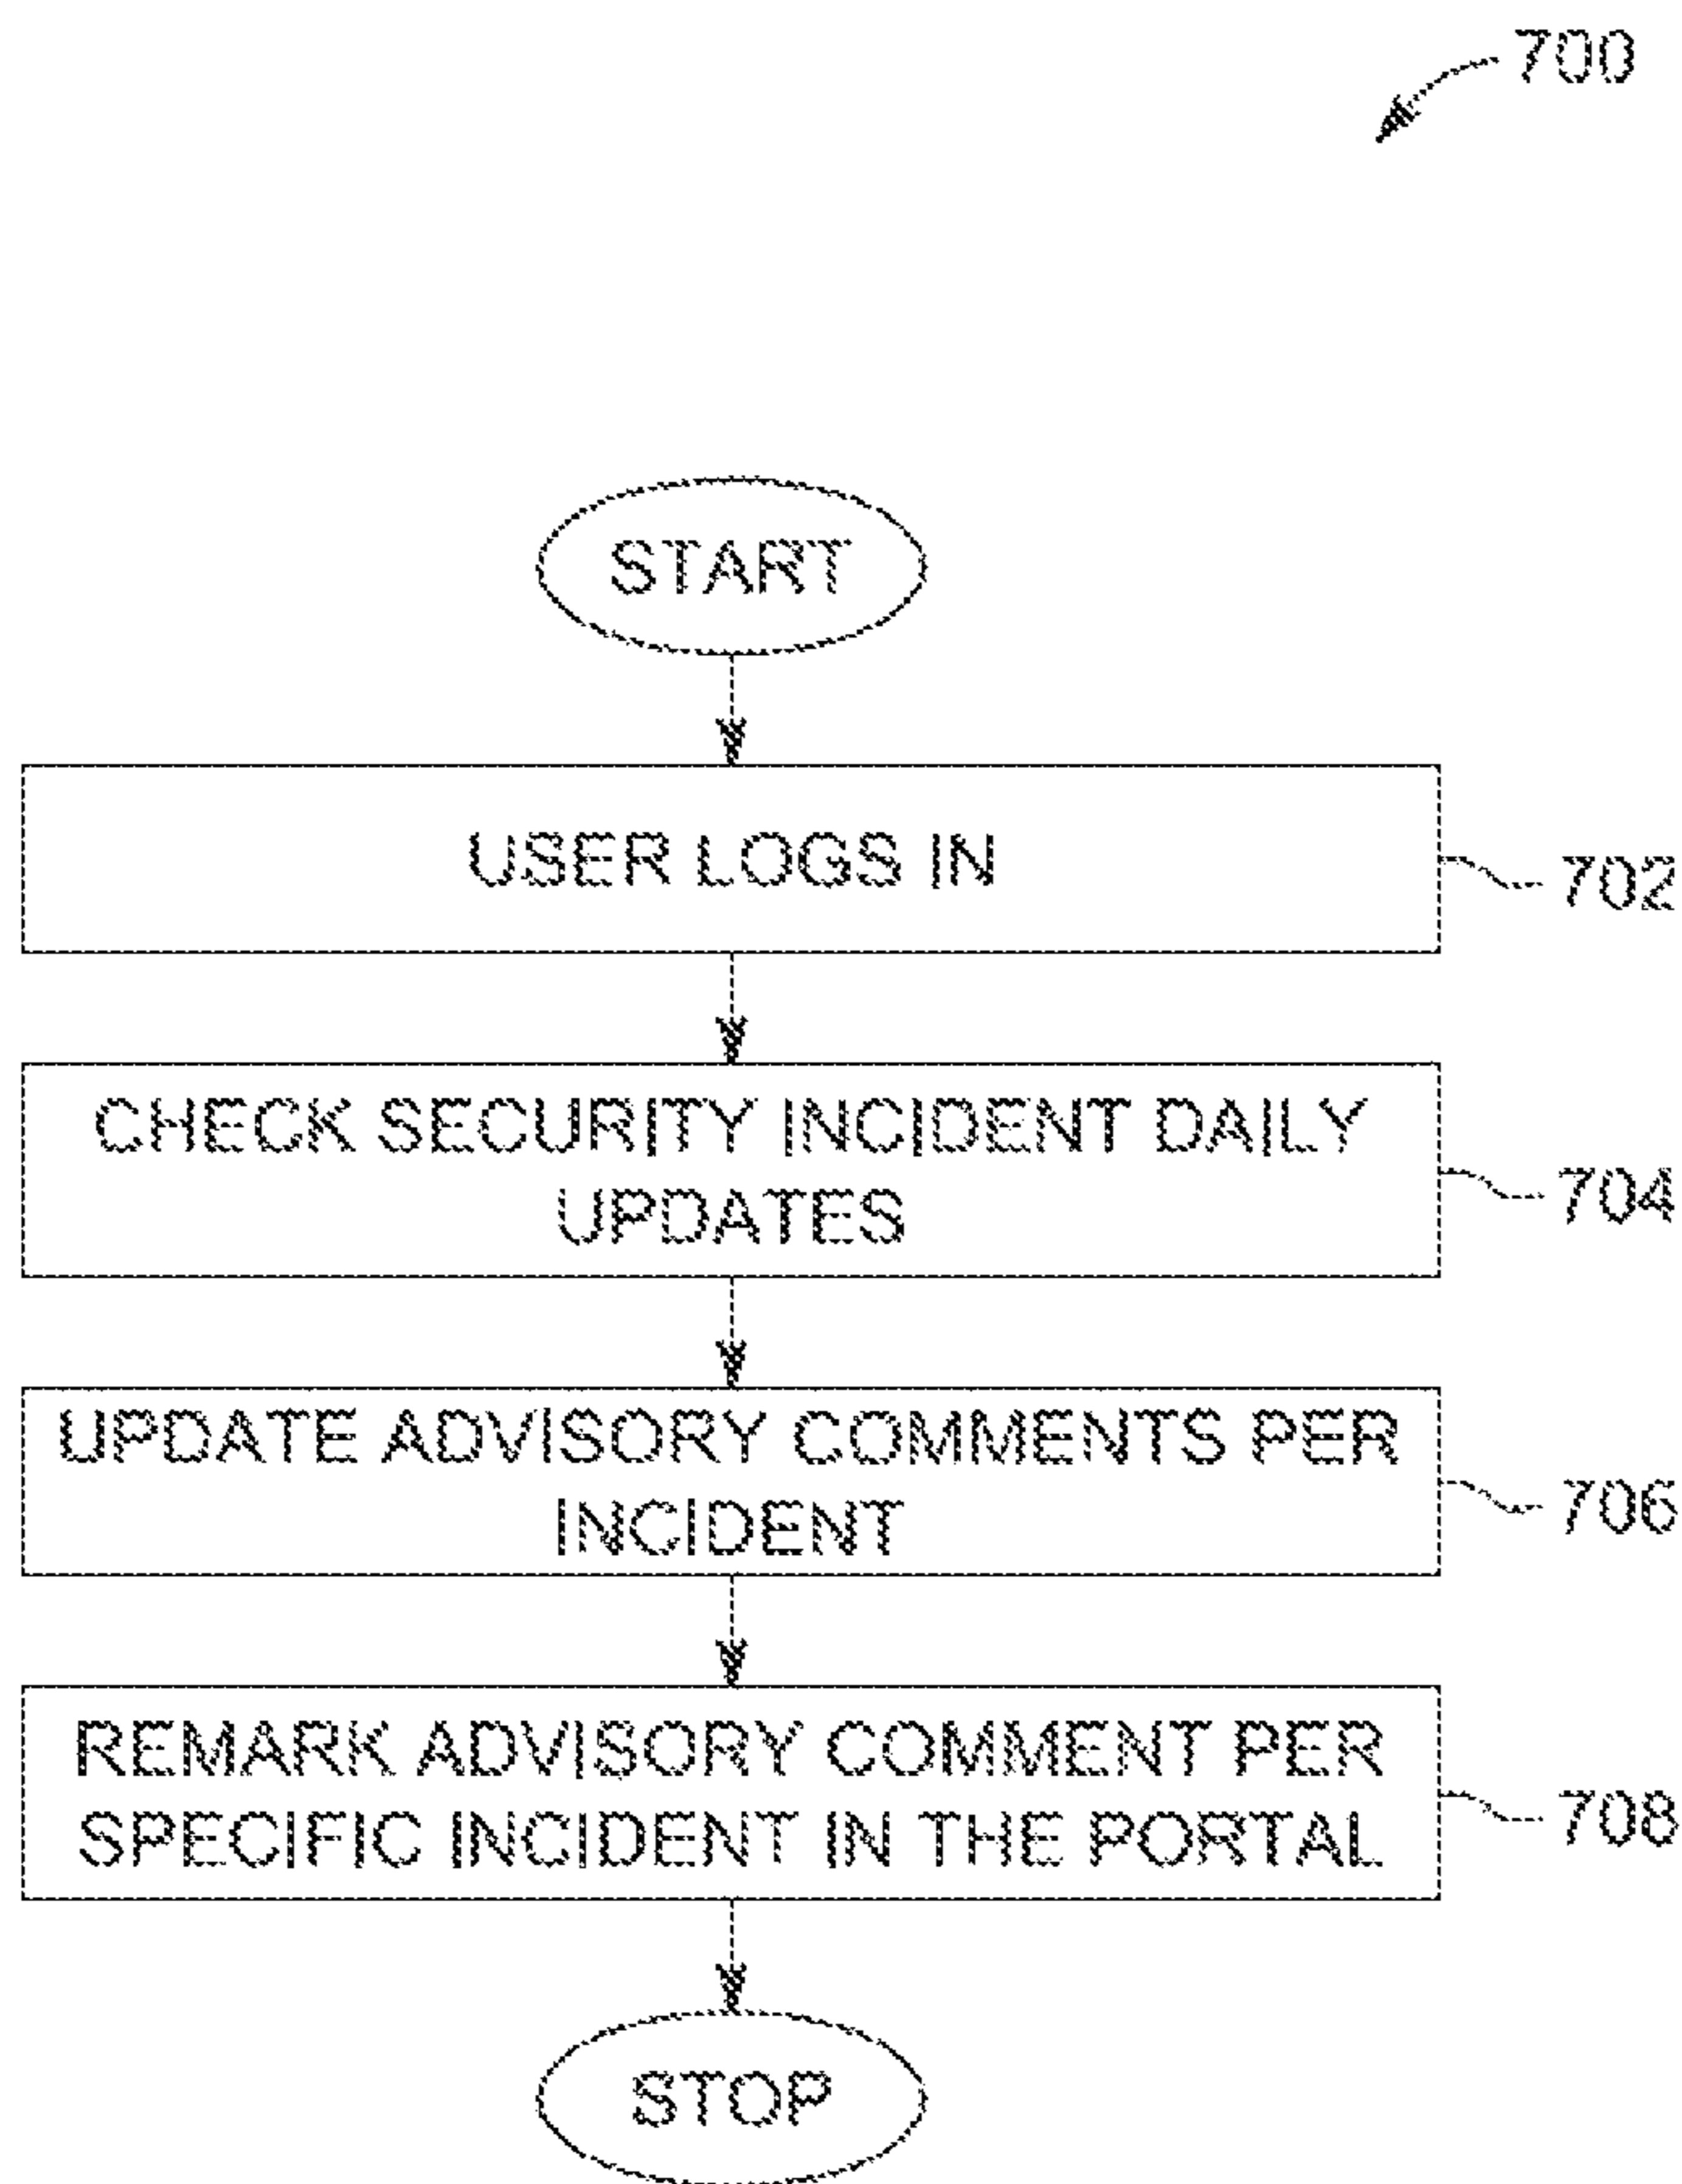 700
START
USER LOGS IN
702
CHECK SECURITY INCIDENT DAILY
UPDATES
704
UPDATE ADVISORY COMMENTS PER
INCIDENT
706
REMARK ADVISORY COMMENT PER
SPECIFIC INCIDENT IN THE PORTAL
708
STOP